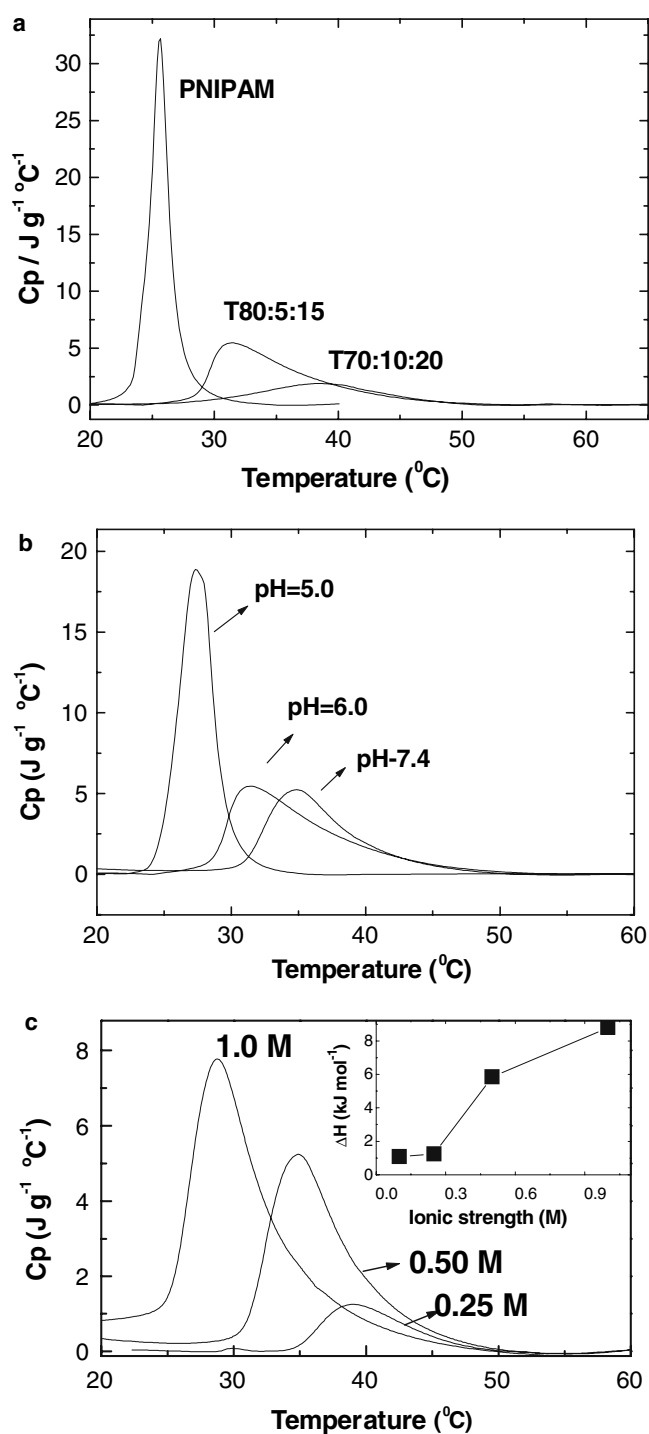 a
PNIPAM
T80:5:15
T70:10:20
Cp / J g⁻¹ ºC⁻¹
30
25
20
15
10
5
0
20 30 40 50 60
Temperature (⁰C)
b
pH=5.0
pH=6.0
pH-7.4
Cp (J g⁻¹ ºC⁻¹)
20
15
10
5
0
20 30 40 50 60
Temperature (⁰C)
c
1.0 M
0.50 M
0.25 M
Cp (J g⁻¹ ºC⁻¹)
8
6
4
2
0
20 30 40 50 60
Temperature (⁰C)
ΔH (kJ mol⁻¹)
8
6
4
2
0
0.0 0.3 0.6 0.9
Ionic strength (M)